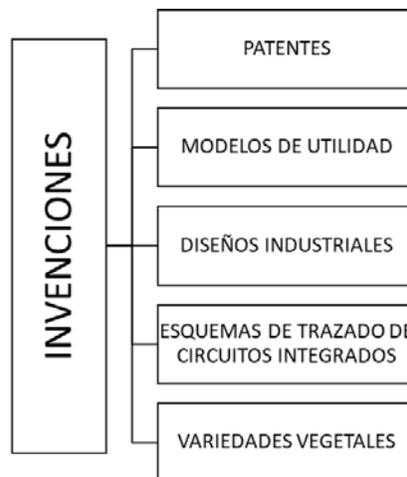 INVENCIONES
PATENTES
MODELOS DE UTILIDAD
DISEÑOS INDUSTRIALES
ESQUEMAS DE TRAZADO DE
CIRCUITOS INTEGRADOS
VARIEDADES VEGETALES